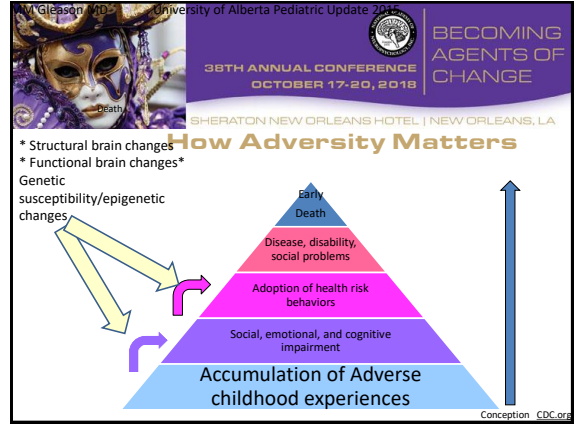 MM Gleason MD University of Alberta Pediatric Update 2015
BECOMING
AGENTS OF
CHANGE
38TH ANNUAL CONFERENCE
OCTOBER 17-20, 2018
Death
SHERATON NEW ORLEANS HOTEL | NEW ORLEANS, LA
How Adversity Matters
* Structural brain changes
* Functional brain changes*
Genetic
susceptibility/epigenetic
changes
Early
Death
Disease, disability,
social problems
Adoption of health risk
behaviors
Social, emotional, and cognitive
impairment
Accumulation of Adverse
childhood experiences
Conception CDC.org